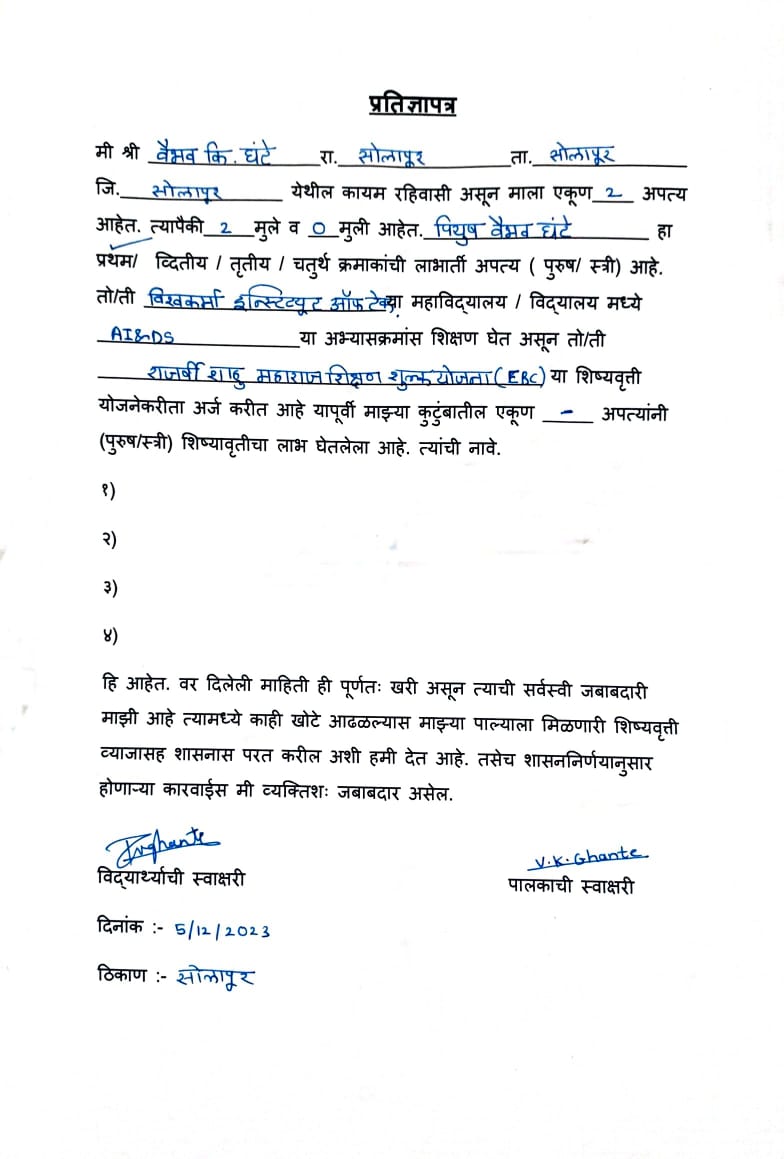 प्रतिज्ञापत्र
मी श्री वैभव कि. घंटे रा. सोलापूर ता. सोलापूर
जि. सोलापूर येथील कायम रहिवासी असून माला एकूण 2 अपत्य
आहेत. त्यापैकी 2 मुले व 0 मुली आहेत. पियुष वैभव घंटे हा
प्रथम/ व्दितीय / तृतीय / चतुर्थ क्रमाकांची लाभार्ती अपत्य ( पुरुष/ स्त्री) आहे.
तो/ती विश्वकर्मा इन्स्टिट्यूट ऑफ टेक्नॉ. या महाविद्यालय / विद्यालय मध्ये
AI&DS या अभ्यासक्रमांस शिक्षण घेत असून तो/ती
राजर्षी शाहू महाराज शिक्षण शुल्क योजना (EBC) या शिष्यवृत्ती
योजनेकरीता अर्ज करीत आहे यापूर्वी माझ्या कुटुंबातील एकूण - अपत्यांनी
(पुरुष/स्त्री) शिष्यावृतीचा लाभ घेतलेला आहे. त्यांची नावे.
१)
२)
३)
४)
हि आहेत. वर दिलेली माहिती ही पूर्णतः खरी असून त्याची सर्वस्वी जबाबदारी
माझी आहे त्यामध्ये काही खोटे आढळल्यास माझ्या पाल्याला मिळणारी शिष्यवृत्ती
व्याजासह शासनास परत करील अशी हमी देत आहे. तसेच शासननिर्णयानुसार
होणाऱ्या कारवाईस मी व्यक्तिशः जबाबदार असेल.
V.K.Ghante
विद्यार्थ्याची स्वाक्षरी पालकाची स्वाक्षरी
दिनांक :- 5/12/2023
ठिकाण :- सोलापूर